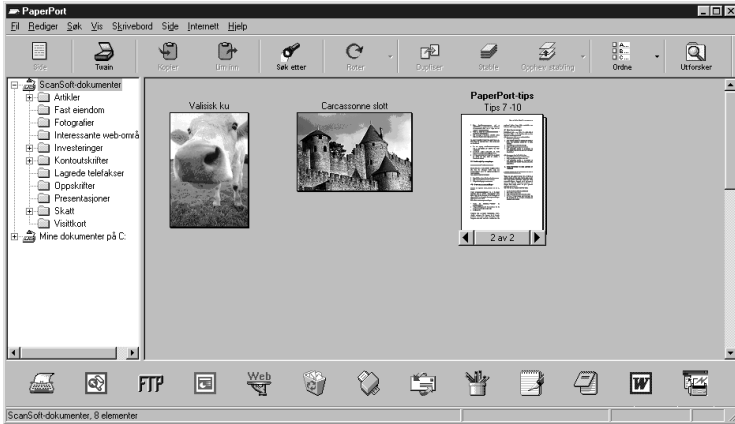 PaperPort
Fil Rediger Søk Vis Skrivebord Side Internett Hjelp
Side Twain Kopier Lim inn Søk etter Roter Dupliser Stable Opphev stabling Ordne Utforsker
ScanSoft-dokumenter
Artikler
Fast eiendom
Fotografier
Interessante web-områ
Investeringer
Kontoutskrifter
Lagrede telefakser
Oppskrifter
Presentasjoner
Skatt
Visittkort
Mine dokumenter på C:
Valisisk ku
Carcassonne slott
PaperPort-tips
Tips 7 -10
2 av 2
FTP
Web
W
ScanSoft-dokumenter, 8 elementer